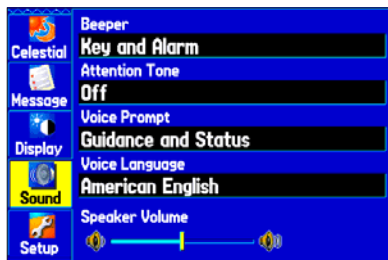 Celestial
Message
Display
Sound
Setup
Beeper
Key and Alarm
Attention Tone
Off
Voice Prompt
Guidance and Status
Voice Language
American English
Speaker Volume